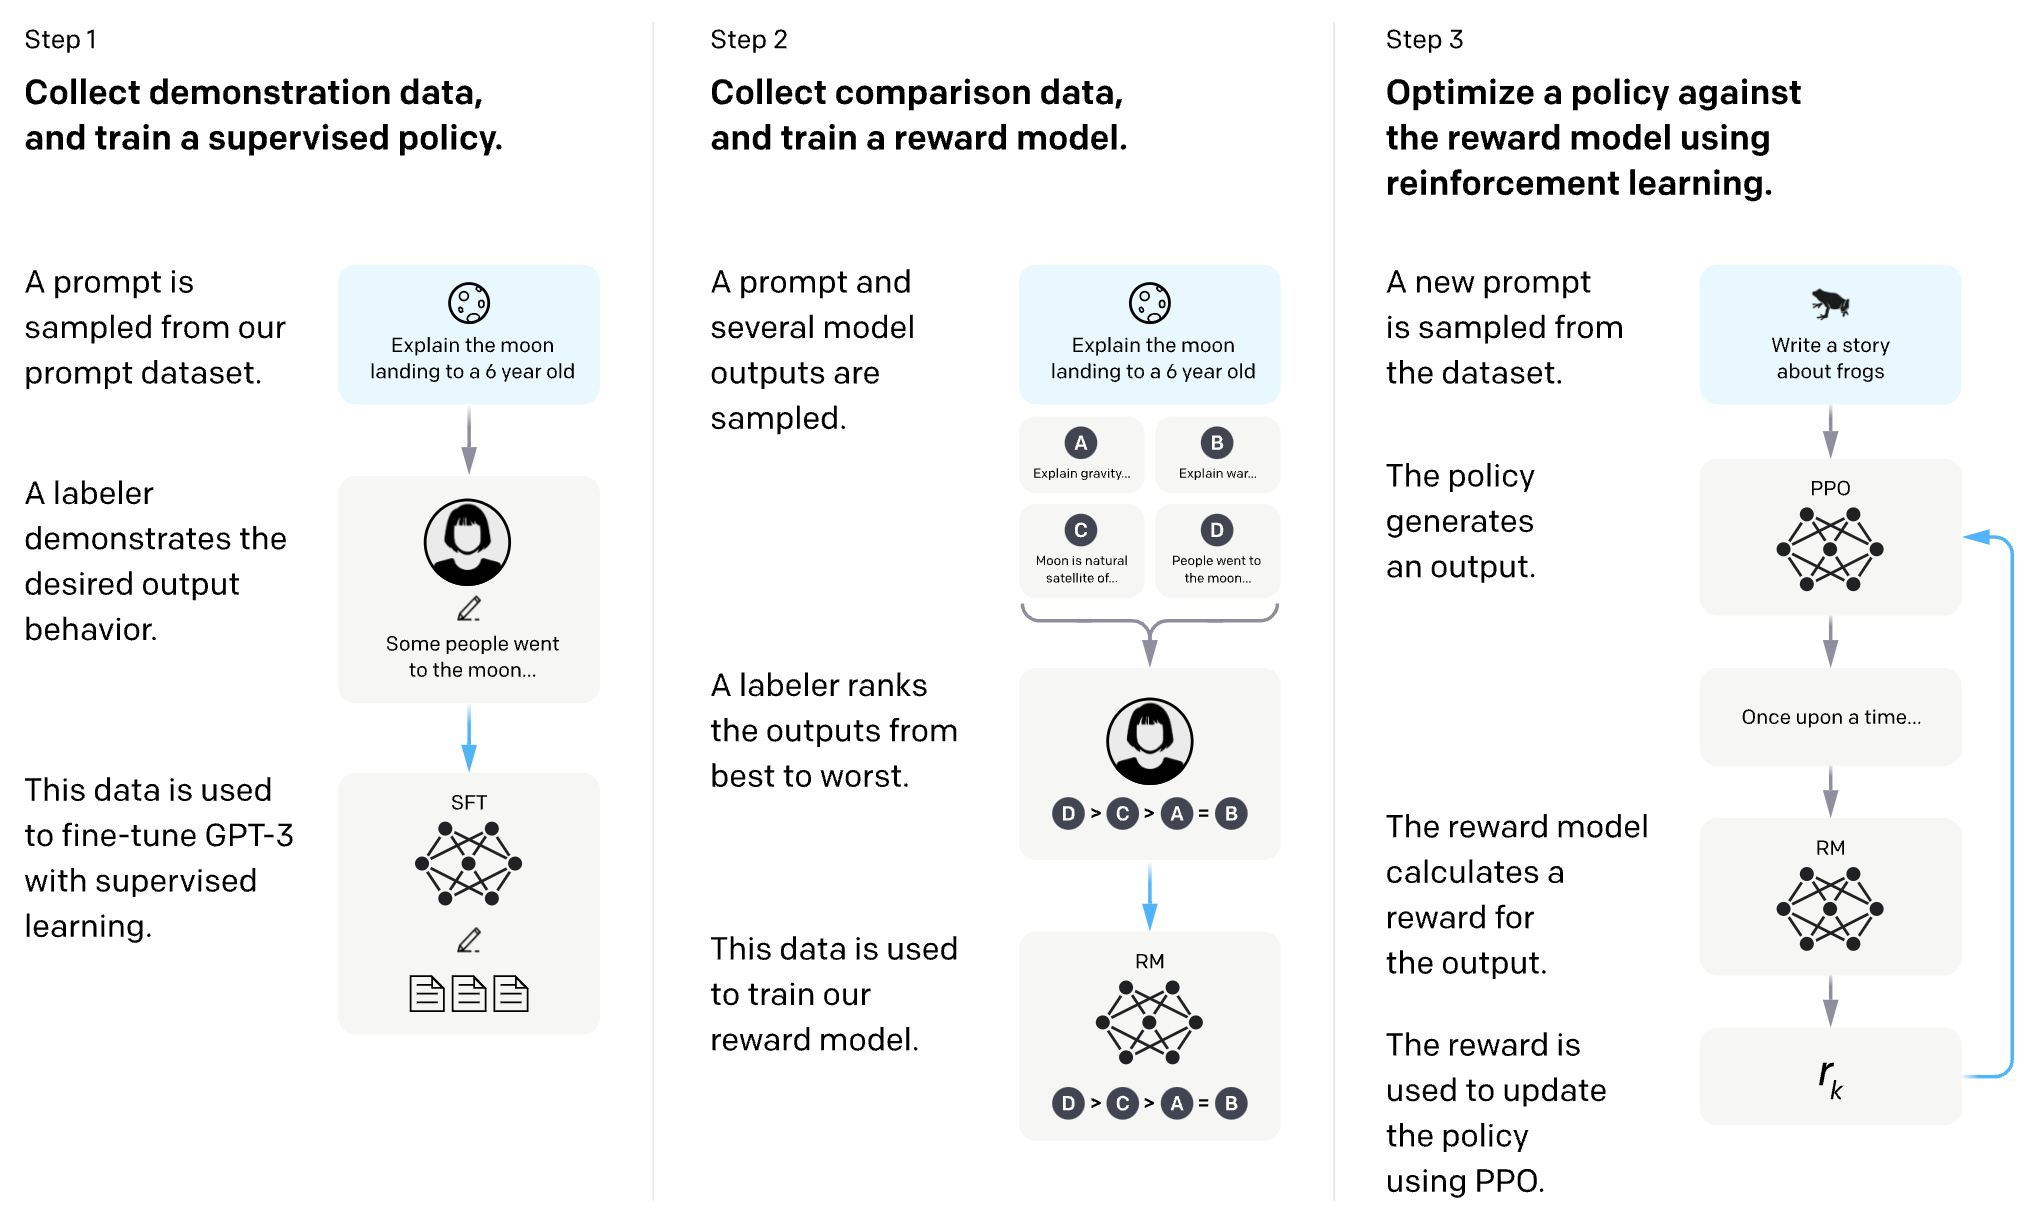 Step 1
Collect demonstration data,
and train a supervised policy.
A prompt is
sampled from our
prompt dataset.
Explain the moon
landing to a 6 year old
A labeler
demonstrates the
desired output
behavior.
Some people went
to the moon...
This data is used
to fine-tune GPT-3
with supervised
learning.
SFT
Step 2
Collect comparison data,
and train a reward model.
A prompt and
several model
outputs are
sampled.
Explain the moon
landing to a 6 year old
A
Explain gravity...
B
Explain war...
C
Moon is natural
satellite of...
D
People went to
the moon...
A labeler ranks
the outputs from
best to worst.
D > C > A = B
This data is used
to train our
reward model.
RM
D > C > A = B
Step 3
Optimize a policy against
the reward model using
reinforcement learning.
A new prompt
is sampled from
the dataset.
Write a story
about frogs
The policy
generates
an output.
PPO
Once upon a time...
The reward model
calculates a
reward for
the output.
RM
The reward is
used to update
the policy
using PPO.
rk